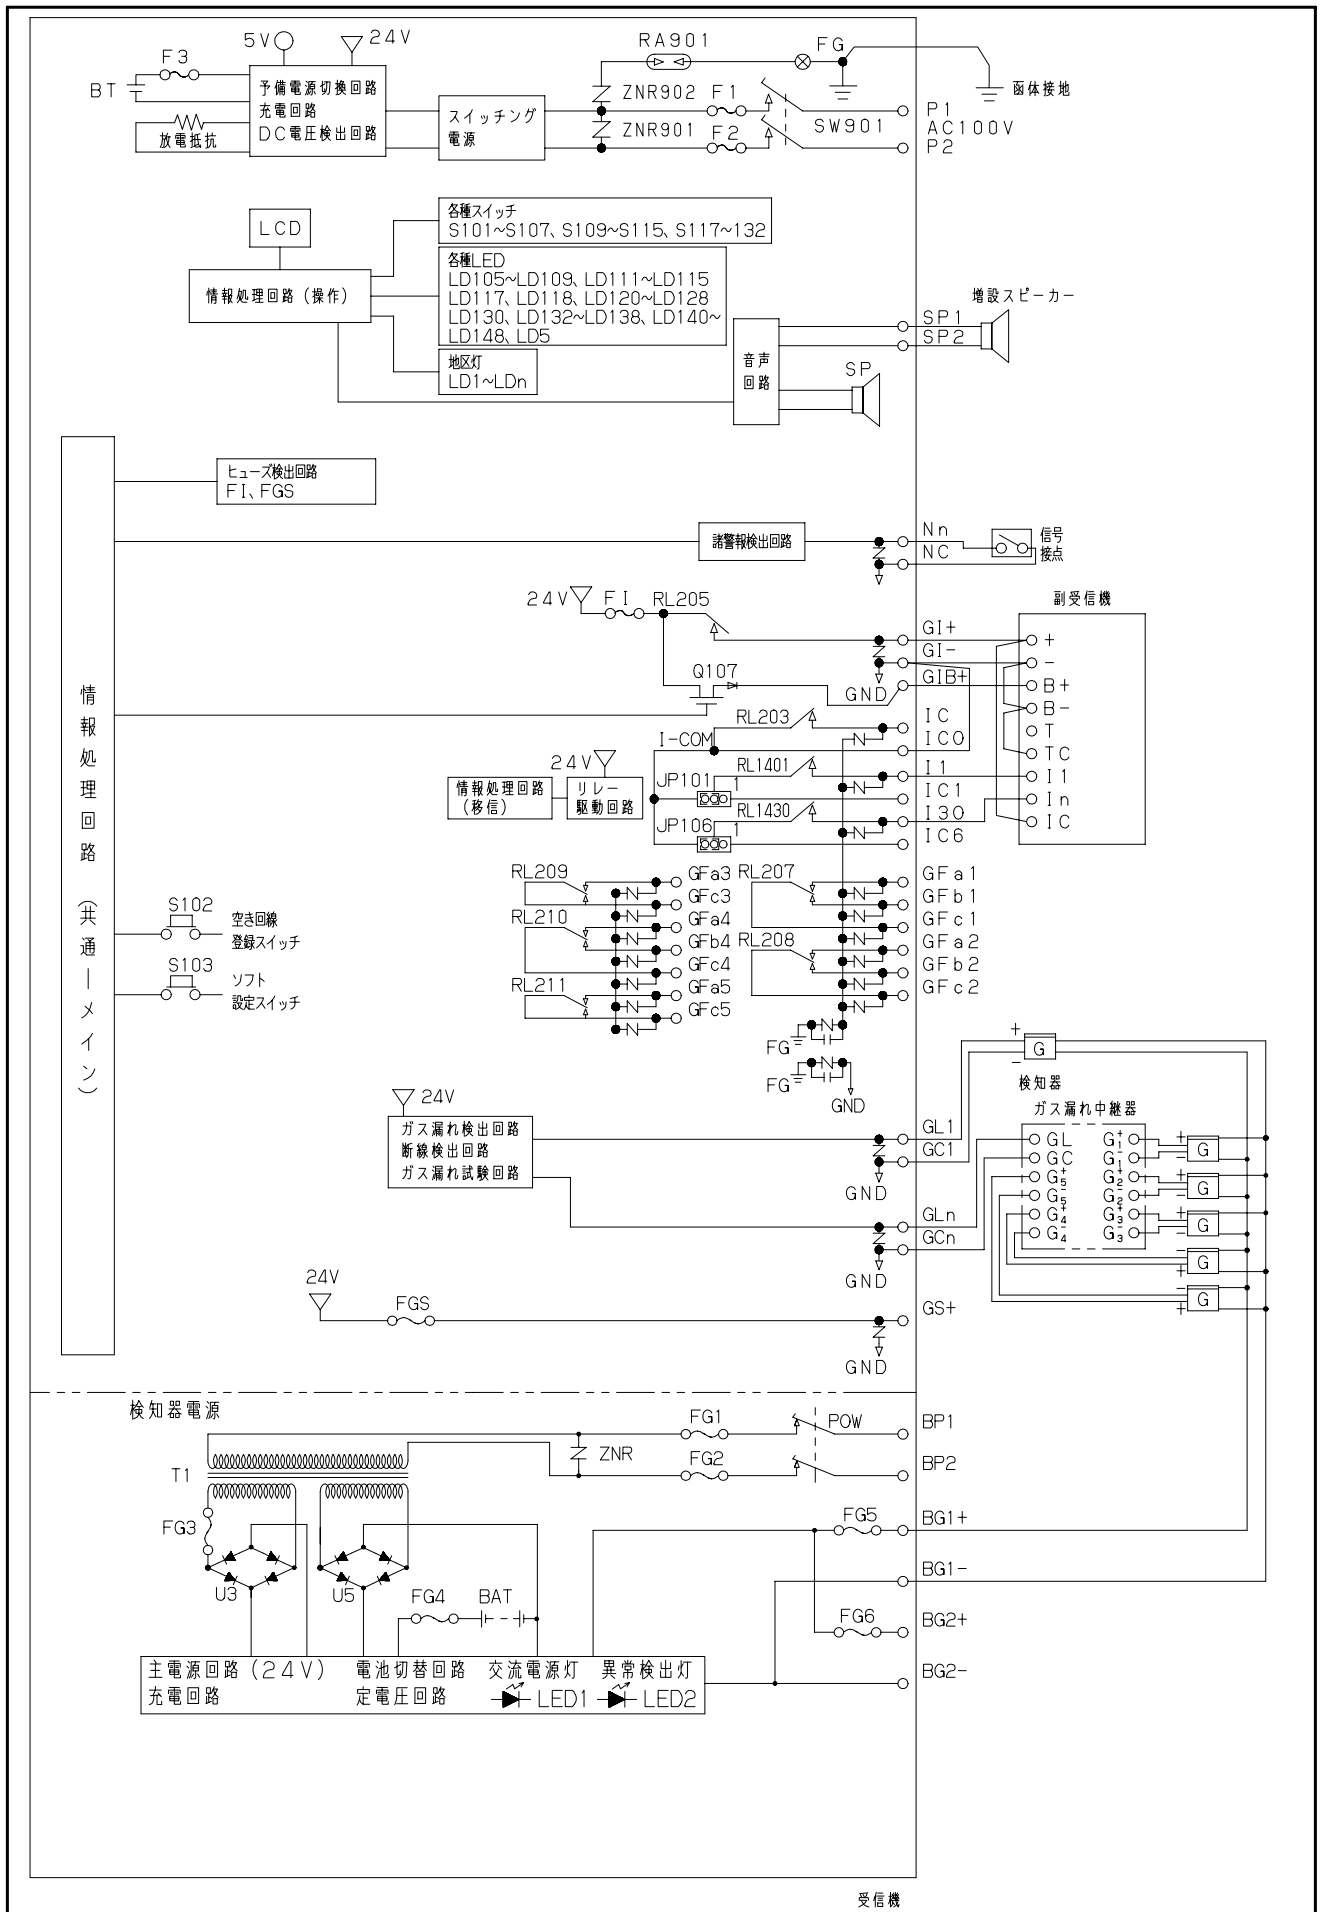 5V
24V
F3
BT
予備電源切換回路
充電回路
DC電圧検出回路
放電抵抗
スイッチング
電源
RA901
FG
ZNR902
F1
ZNR901
F2
SW901
函体接地
P1
AC100V
P2
LCD
情報処理回路(操作)
各種スイッチ
S101~S107、S109~S115、S117~132
各種LED
LD105~LD109、LD111~LD115
LD117、LD118、LD120~LD128
LD130、LD132~LD138、LD140~
LD148、LD5
地区灯
LD1~LDn
音声
回路
増設スピーカー
SP1
SP2
SP
情報処理回路(共通ーメイン)
ヒューズ検出回路
FI、FGS
諸警報検出回路
Nn
NC
信号
接点
24V
FI
RL205
GI+
GI-
GIB+
GND
Q107
副受信機
+
-
B+
B-
T
TC
I1
In
IC
RL203
IC
I-COM
ICO
24V
情報処理回路
(移信)
リレー
駆動回路
JP101
1
RL1401
I1
IC1
JP106
1
RL1430
I30
IC6
RL209
GFa3
GFc3
RL210
GFa4
GFb4
GFc4
RL211
GFa5
GFc5
RL207
GFa1
GFb1
GFc1
RL208
GFa2
GFb2
GFc2
FG
FG
GND
S102
空き回線
登録スイッチ
S103
ソフト
設定スイッチ
24V
ガス漏れ検出回路
断線検出回路
ガス漏れ試験回路
GL1
GC1
GND
GLn
GCn
GND
+
-
G
検知器
ガス漏れ中継器
GL
GC
G5+
G5-
G4+
G4-
G1+
G1-
G2+
G2-
G3+
G3-
+
G
-
+
G
-
+
G
-
-
G
+
-
G
+
24V
FGS
GS+
GND
検知器電源
T1
ZNR
FG1
FG2
POW
BP1
BP2
FG3
U3
U5
FG4
BAT
FG5
BG1+
BG1-
FG6
BG2+
BG2-
主電源回路(24V)
充電回路
電池切替回路
定電圧回路
交流電源灯
LED1
異常検出灯
LED2
受信機